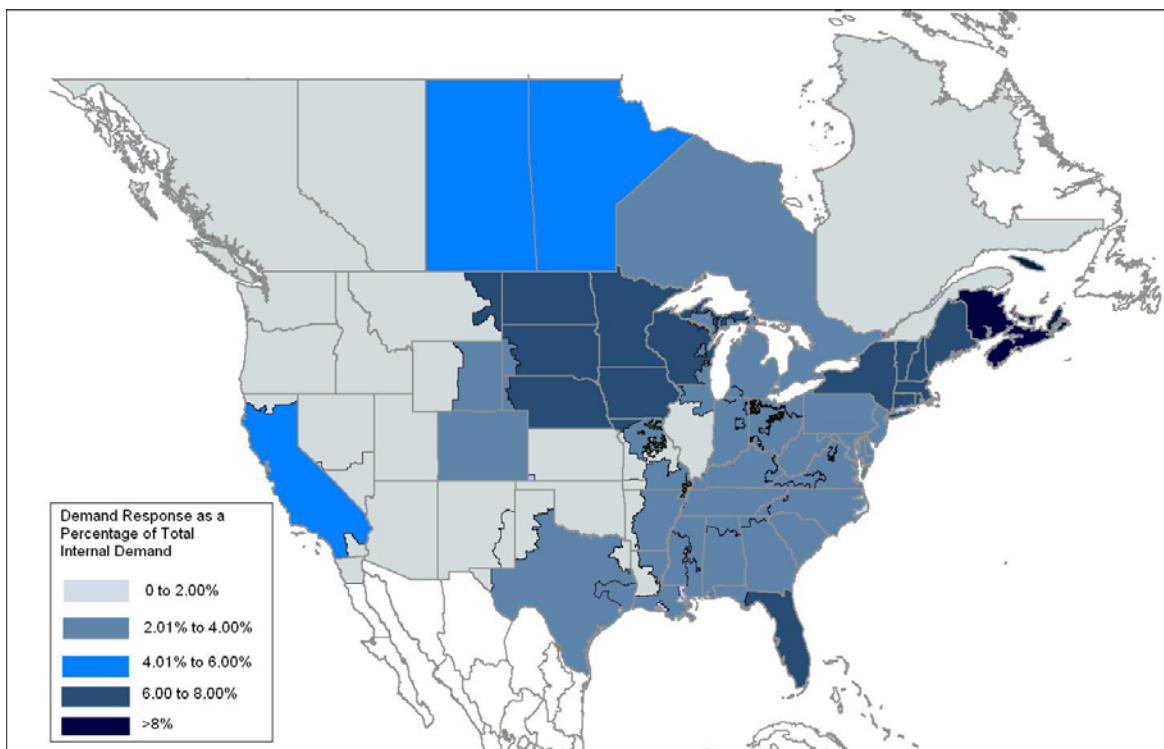 Demand Response as a
Percentage of Total
Internal Demand
0 to 2.00%
2.01% to 4.00%
4.01% to 6.00%
6.00 to 8.00%
>8%